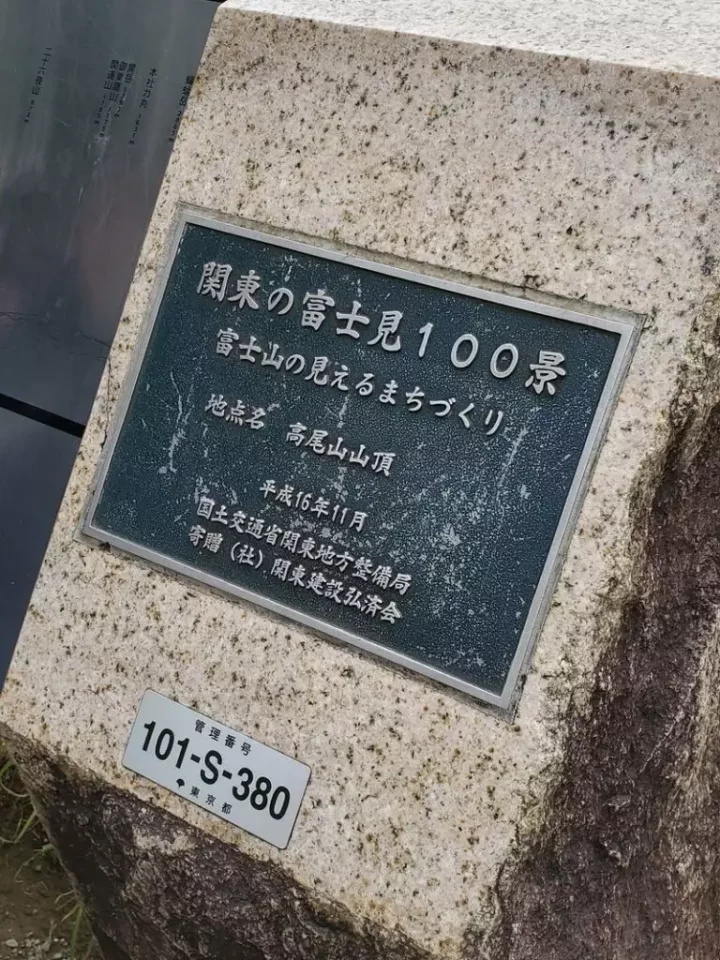 関東の富士見100景
富士山の見えるまちづくり
地点名 高尾山山頂
平成16年11月
国土交通省関東地方整備局
寄贈(社)関東建設弘済会
管理番号
101-S-380
東京都